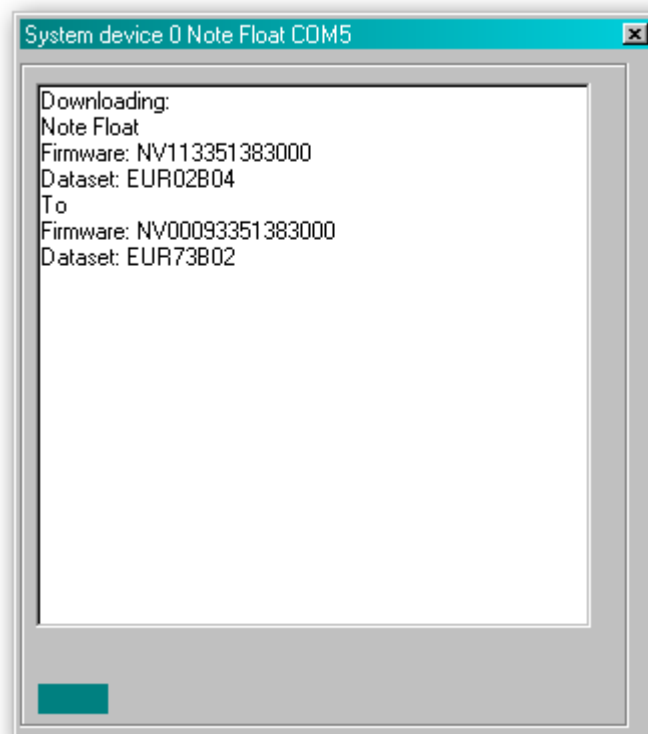 System device 0 Note Float COM5
Downloading:
Note Float
Firmware: NV113351383000
Dataset: EUR02B04
To
Firmware: NV00093351383000
Dataset: EUR73B02